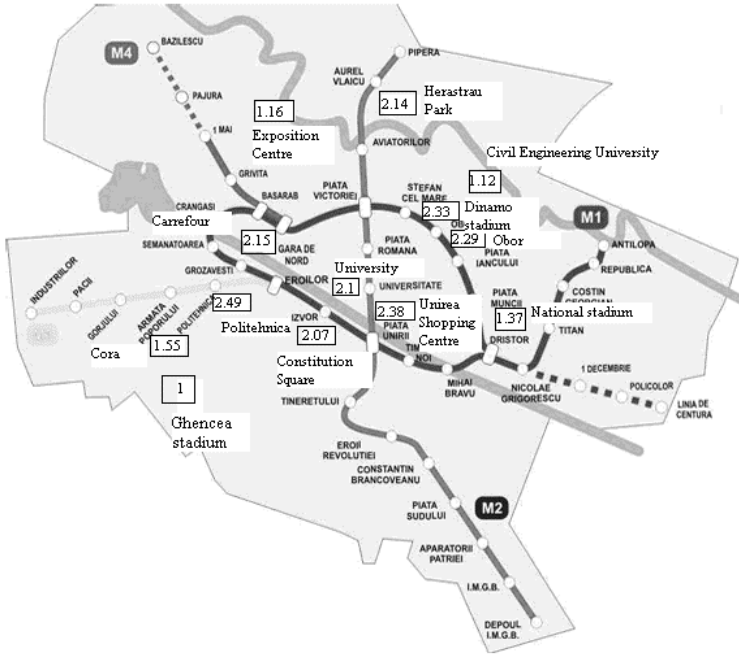 M4
BAZILESCU
PIPERA
AUREL
VLAICU
PAJURA
2.14
Herastrau
Park
1.16
Exposition
Centre
1 MAI
AVIATORILOR
Civil Engineering University
1.12
GRIVITA
PIATA
VICTORIEI
STEFAN
CEL MARE
BASARAB
CRANGASI
2.33
Dinamo
stadium
M1
Carrefour
2.15
GARA DE
NORD
PIATA
ROMANA
2.29
Obor
ANTILOPA
SEMANATOAREA
PIATA
IANCULUI
REPUBLICA
GROZAVESTI
EROILOR
University
2.1
UNIVERSITATE
COSTIN
INDUSTRIILOR
PACII
GORJULUI
ARMATA
POPORULUI
POLITEHNICA
2.49
Politehnica
IZVOR
2.07
2.38
Unirea
Shopping
Centre
PIATA
UNIRII
PIATA
MUNCII
1.37
National stadium
TITAN
DRISTOR
Cora
1.55
Constitution
Square
TIM
NOI
MIHAI
BRAVU
NICOLAE
GRIGORESCU
1 DECEMBRIE
POLICOLOR
LINIA DE
CENTURA
1
Ghencea
stadium
TINERETULUI
EROII
REVOLUTIEI
CONSTANTIN
BRANCOVEANU
PIATA
SUDULUI
M2
APARATORII
PATRIEI
I.M.G.B.
DEPOUL
I.M.G.B.